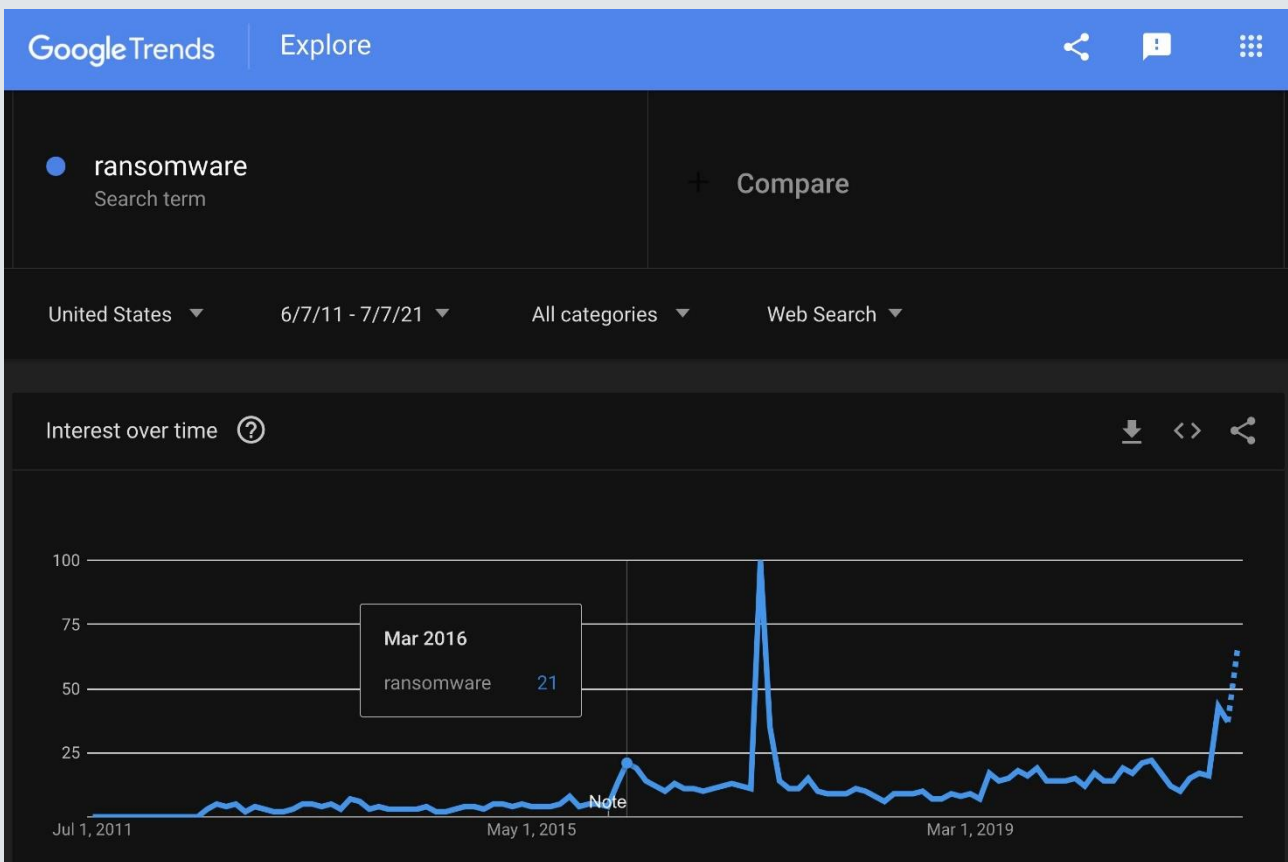 Google Trends Explore
ransomware
Search term
+ Compare
United States 6/7/11 - 7/7/21 All categories Web Search
Interest over time ?
100
75
50
25
Mar 2016
ransomware 21
Note
Jul 1, 2011 May 1, 2015 Mar 1, 2019